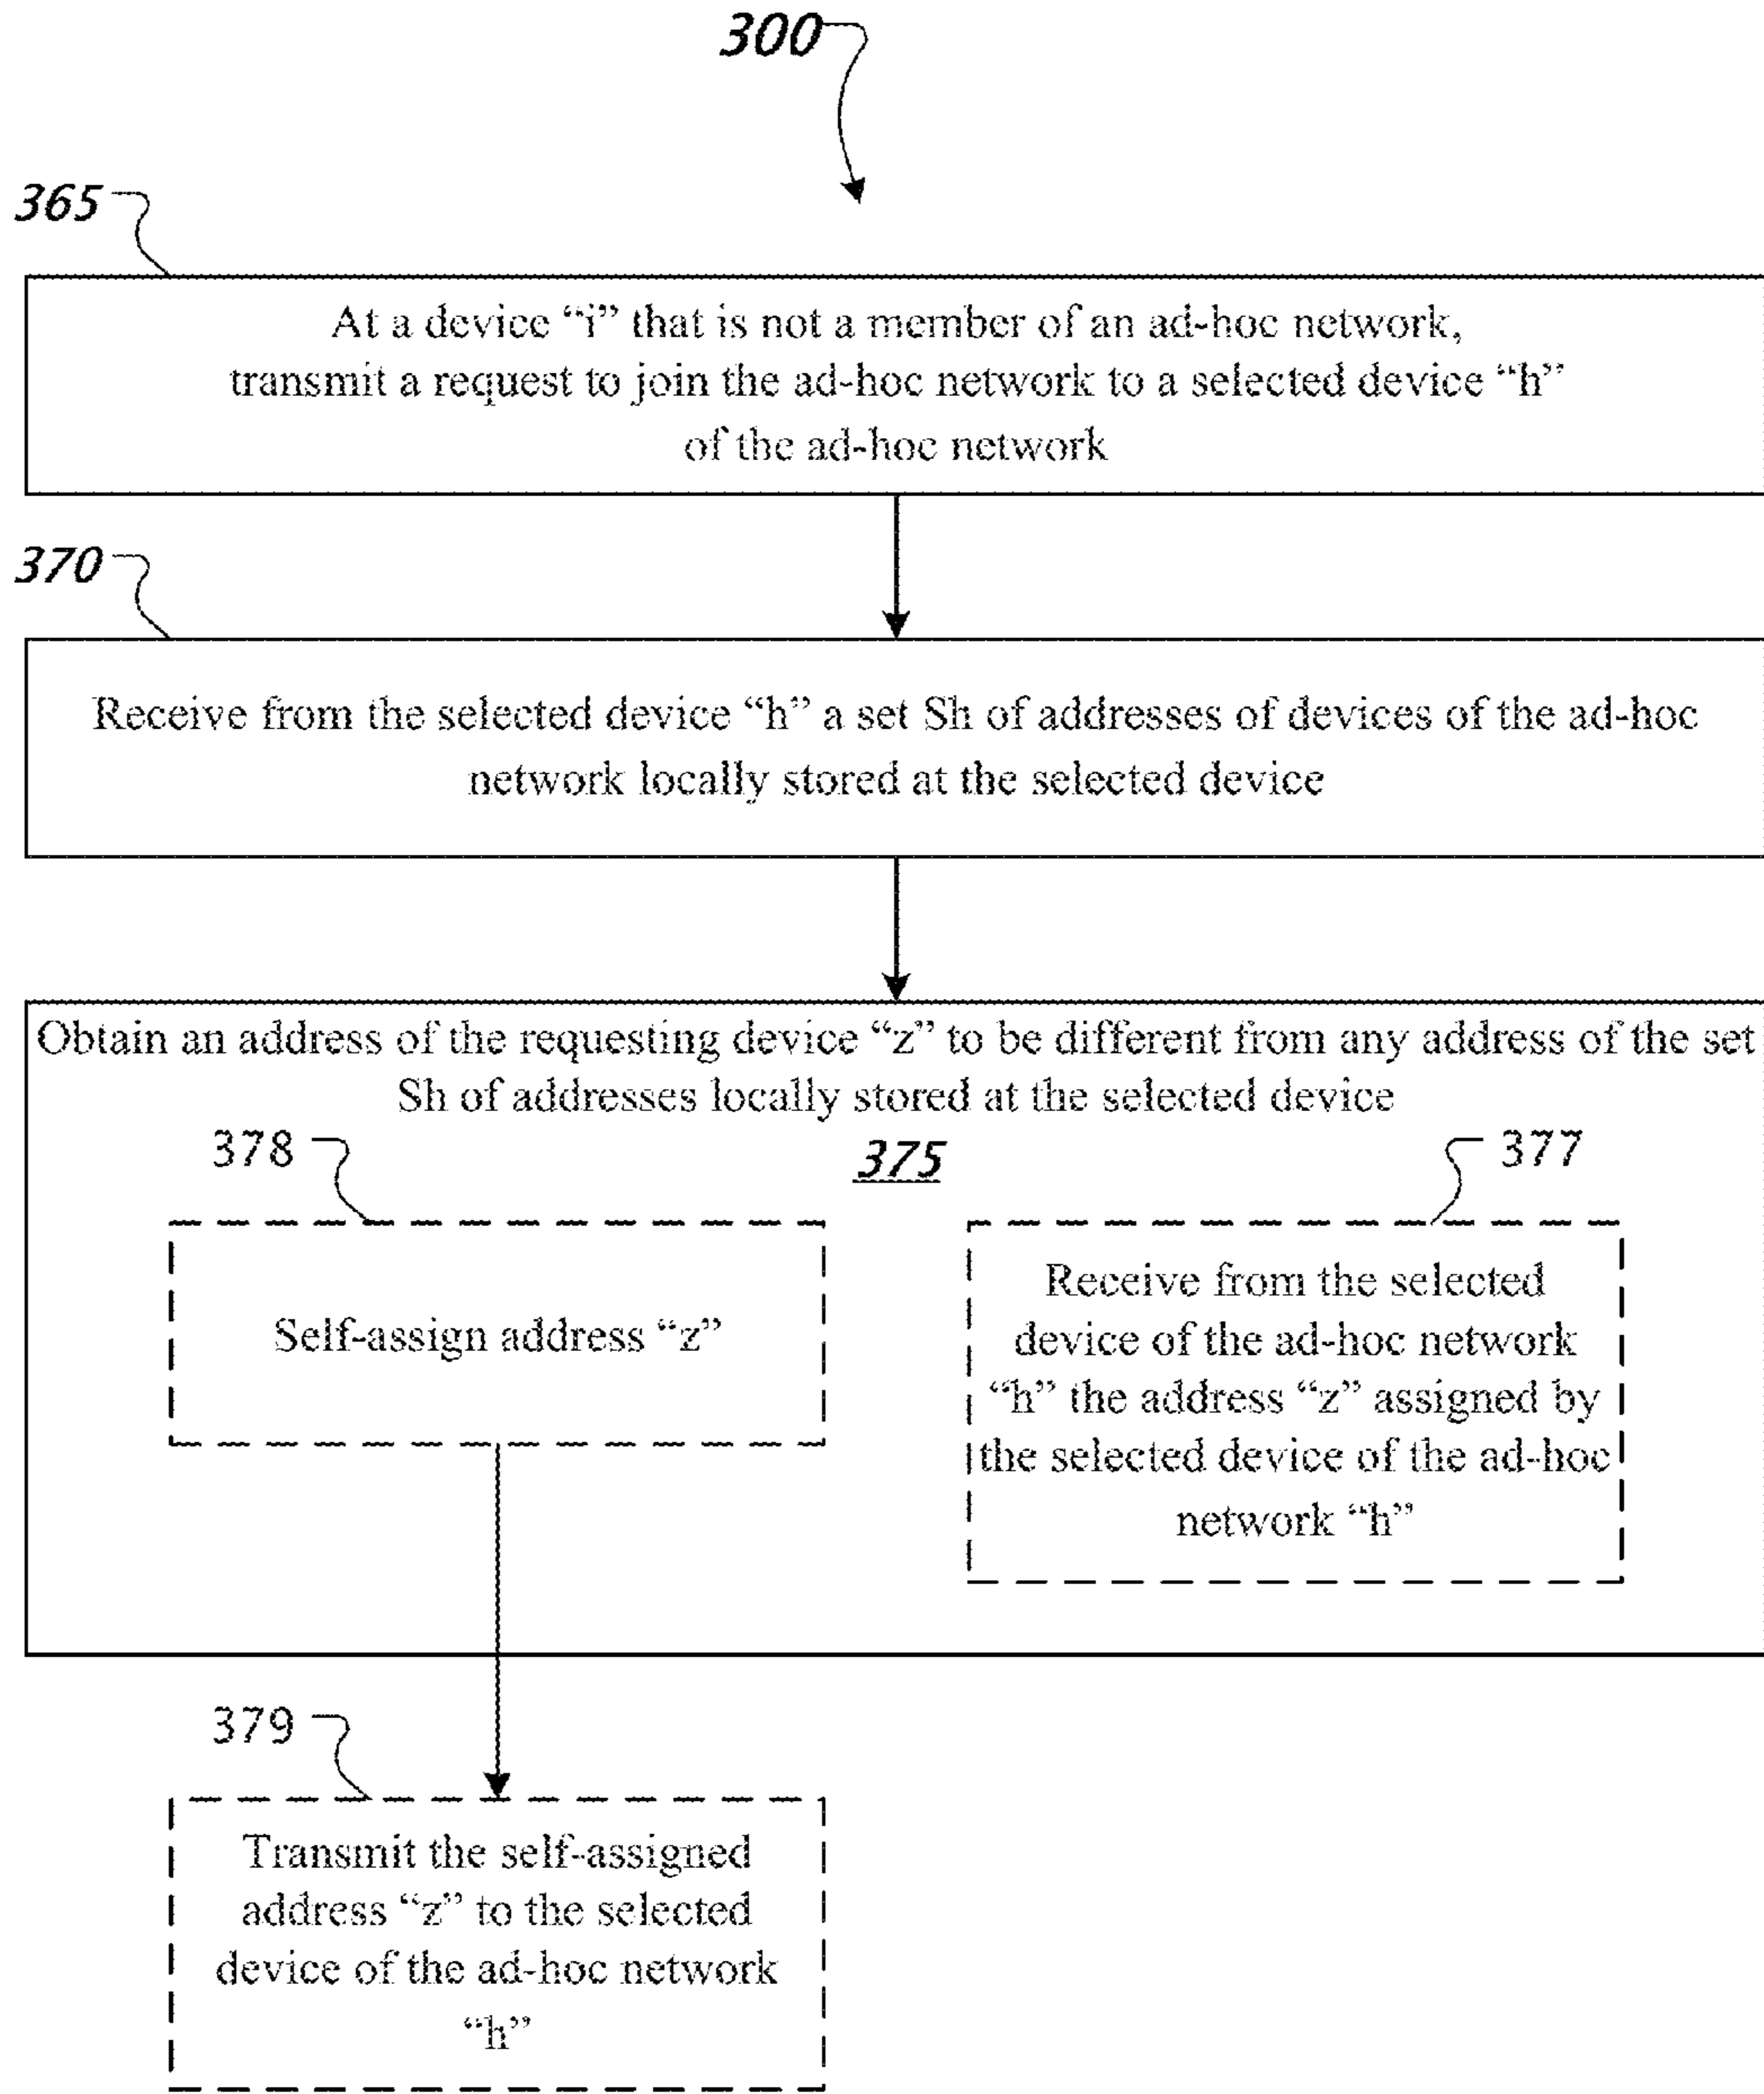 300
365
At a device “i” that is not a member of an ad-hoc network,
transmit a request to join the ad-hoc network to a selected device “h”
of the ad-hoc network
370
Receive from the selected device “h” a set Sh of addresses of devices of the ad-hoc
network locally stored at the selected device
Obtain an address of the requesting device “z” to be different from any address of the set
Sh of addresses locally stored at the selected device
375
378
Self-assign address “z”
377
Receive from the selected
device of the ad-hoc network
“h” the address “z” assigned by
the selected device of the ad-hoc
network “h”
379
Transmit the self-assigned
address “z” to the selected
device of the ad-hoc network
“h”